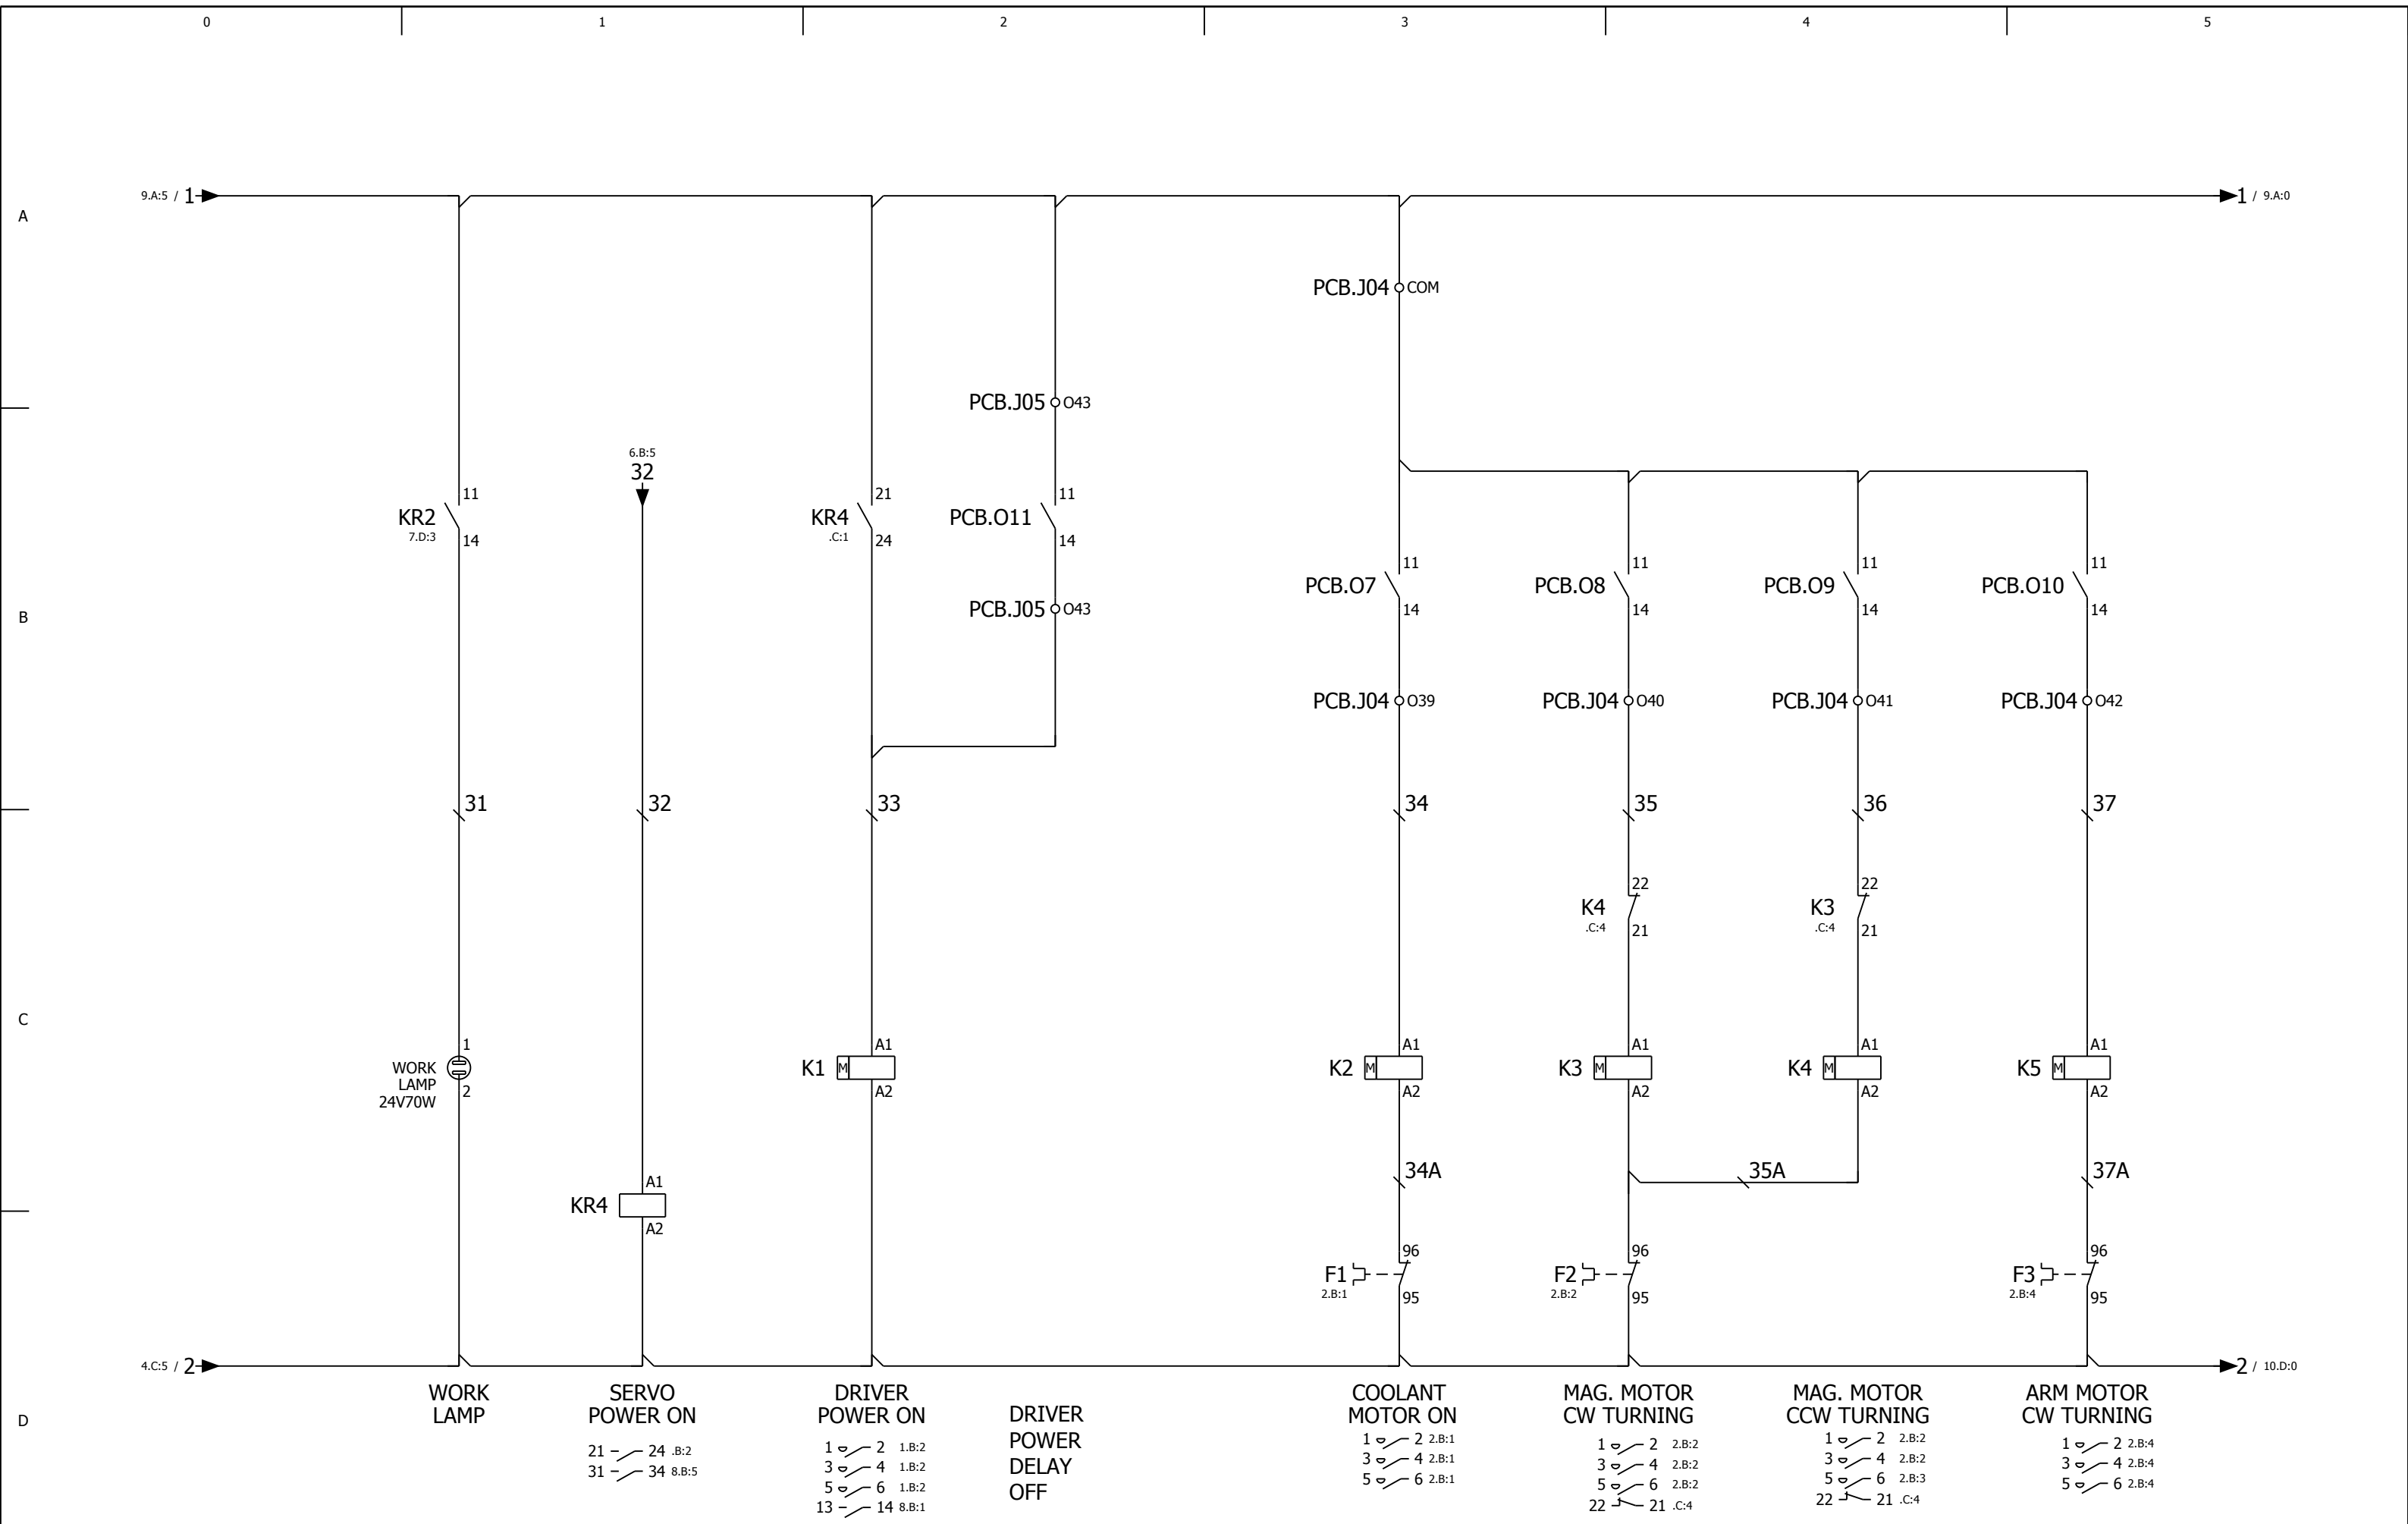 0 1 2 3 4 5
A
9.A:5 / 1
1 / 9.A:0
PCB.J04 COM
PCB.J05 O43
6.B:5
32
11
KR2
7.D:3
14
21
KR4
.C:1
24
11
PCB.O11
14
11
PCB.O7
14
11
PCB.O8
14
11
PCB.O9
14
11
PCB.O10
14
B
PCB.J05 O43
PCB.J04 O39
PCB.J04 O40
PCB.J04 O41
PCB.J04 O42
31
32
33
34
35
36
37
22
K4
.C:4
21
22
K3
.C:4
21
C
1
WORK
LAMP
24V70W
2
A1
K1 M
A2
A1
K2 M
A2
A1
K3 M
A2
A1
K4 M
A2
A1
K5 M
A2
34A
35A
37A
A1
KR4
A2
96
F1
2.B:1
95
96
F2
2.B:2
95
96
F3
2.B:4
95
4.C:5 / 2
2 / 10.D:0
D
WORK
LAMP
SERVO
POWER ON
21 24 .B:2
31 34 8.B:5
DRIVER
POWER ON
1 2 1.B:2
3 4 1.B:2
5 6 1.B:2
13 14 8.B:1
DRIVER
POWER
DELAY
OFF
COOLANT
MOTOR ON
1 2 2.B:1
3 4 2.B:1
5 6 2.B:1
MAG. MOTOR
CW TURNING
1 2 2.B:2
3 4 2.B:2
5 6 2.B:2
22 21 .C:4
MAG. MOTOR
CCW TURNING
1 2 2.B:2
3 4 2.B:2
5 6 2.B:3
22 21 .C:4
ARM MOTOR
CW TURNING
1 2 2.B:4
3 4 2.B:4
5 6 2.B:4